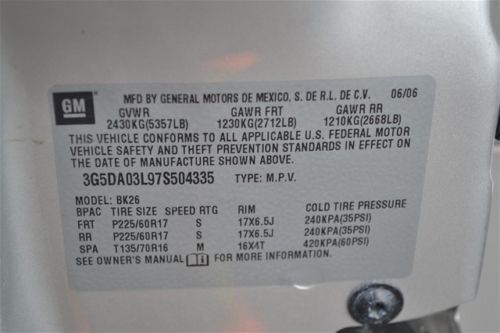 GM
MFD BY GENERAL MOTORS DE MEXICO, S. DE R.L. DE C.V. 06/06
GVWR GAWR FRT GAWR RR
2430KG(5357LB) 1230KG(2712LB) 1210KG(2668LB)
THIS VEHICLE CONFORMS TO ALL APPLICABLE U.S. FEDERAL MOTOR
VEHICLE SAFETY AND THEFT PREVENTION STANDARDS IN EFFECT ON
THE DATE OF MANUFACTURE SHOWN ABOVE.
3G5DA03L97S504335 TYPE: M.P.V.
MODEL: BK26
BPAC TIRE SIZE SPEED RTG RIM COLD TIRE PRESSURE
FRT P225/60R17 S 17X6.5J 240KPA(35PSI)
RR P225/60R17 S 17X6.5J 240KPA(35PSI)
SPA T135/70R16 M 16X4T 420KPA(60PSI)
SEE OWNER'S MANUAL FOR MORE INFORMATION.